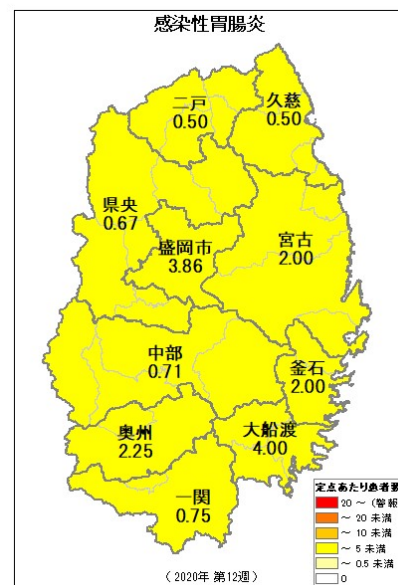 感染性胃腸炎
二戸
0.50
久慈
0.50
県央
0.67
盛岡市
3.86
宮古
2.00
中部
0.71
釜石
2.00
奥州
2.25
大船渡
4.00
一関
0.75
定点あたり患者数
20 ～ (警報
～ 20 未満
～ 10 未満
～ 5 未満
～ 0.5 未満
0
(2020年 第12週)